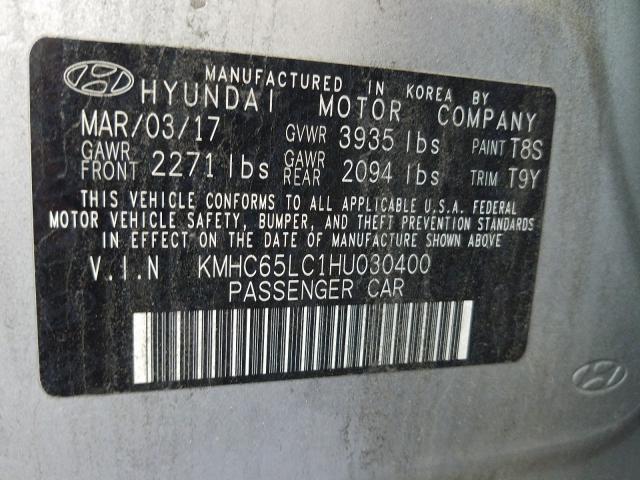 MANUFACTURED IN KOREA BY
HYUNDAI MOTOR COMPANY
MAR/03/17 GVWR 3935 lbs PAINT T8S
GAWR FRONT 2271 lbs GAWR REAR 2094 lbs TRIM T9Y
THIS VEHICLE CONFORMS TO ALL APPLICABLE U.S.A. FEDERAL
MOTOR VEHICLE SAFETY, BUMPER, AND THEFT PREVENTION STANDARDS
IN EFFECT ON THE DATE OF MANUFACTURE SHOWN ABOVE
V.I.N KMHC65LC1HU030400
PASSENGER CAR